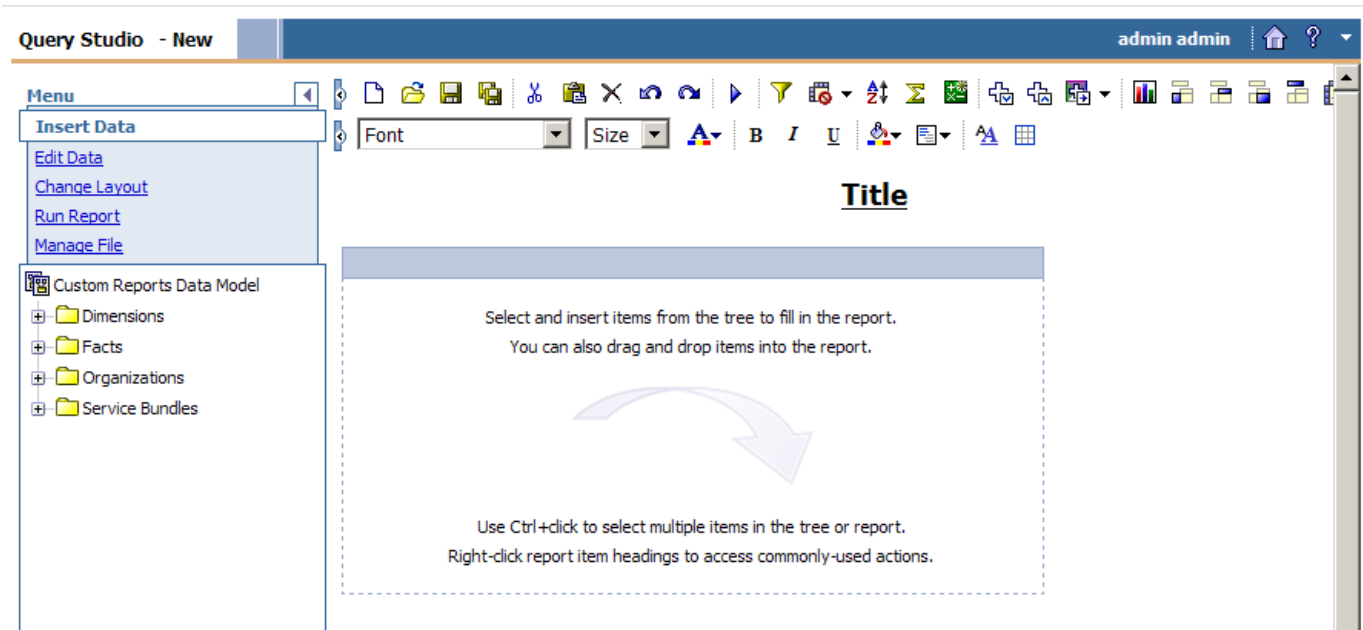 Query Studio - New
admin admin
?
Menu
Insert Data
Edit Data
Change Layout
Run Report
Manage File
Custom Reports Data Model
Dimensions
Facts
Organizations
Service Bundles
Font
Size
A
B I U
AA
Title
Select and insert items from the tree to fill in the report.
You can also drag and drop items into the report.
Use Ctrl+click to select multiple items in the tree or report.
Right-click report item headings to access commonly-used actions.